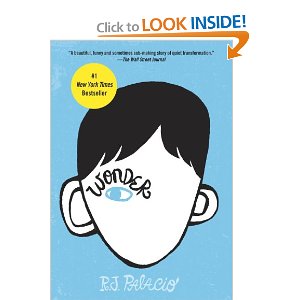 Click to LOOK INSIDE!
"A beautiful, funny and sometimes sob-making story of quiet transformation."
—The Wall Street Journal
#1
New York Times
Bestseller
WONDER
R.J. PALACIO